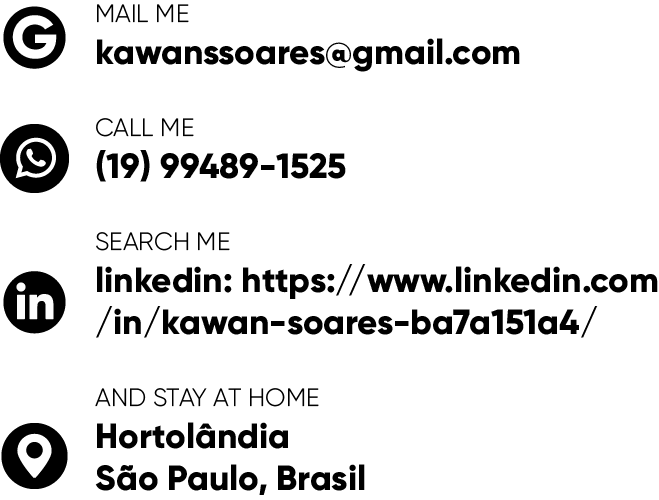 MAIL ME
kawanssoares@gmail.com
CALL ME
(19) 99489-1525
SEARCH ME
linkedin: https://www.linkedin.com
/in/kawan-soares-ba7a151a4/
AND STAY AT HOME
Hortolândia
São Paulo, Brasil